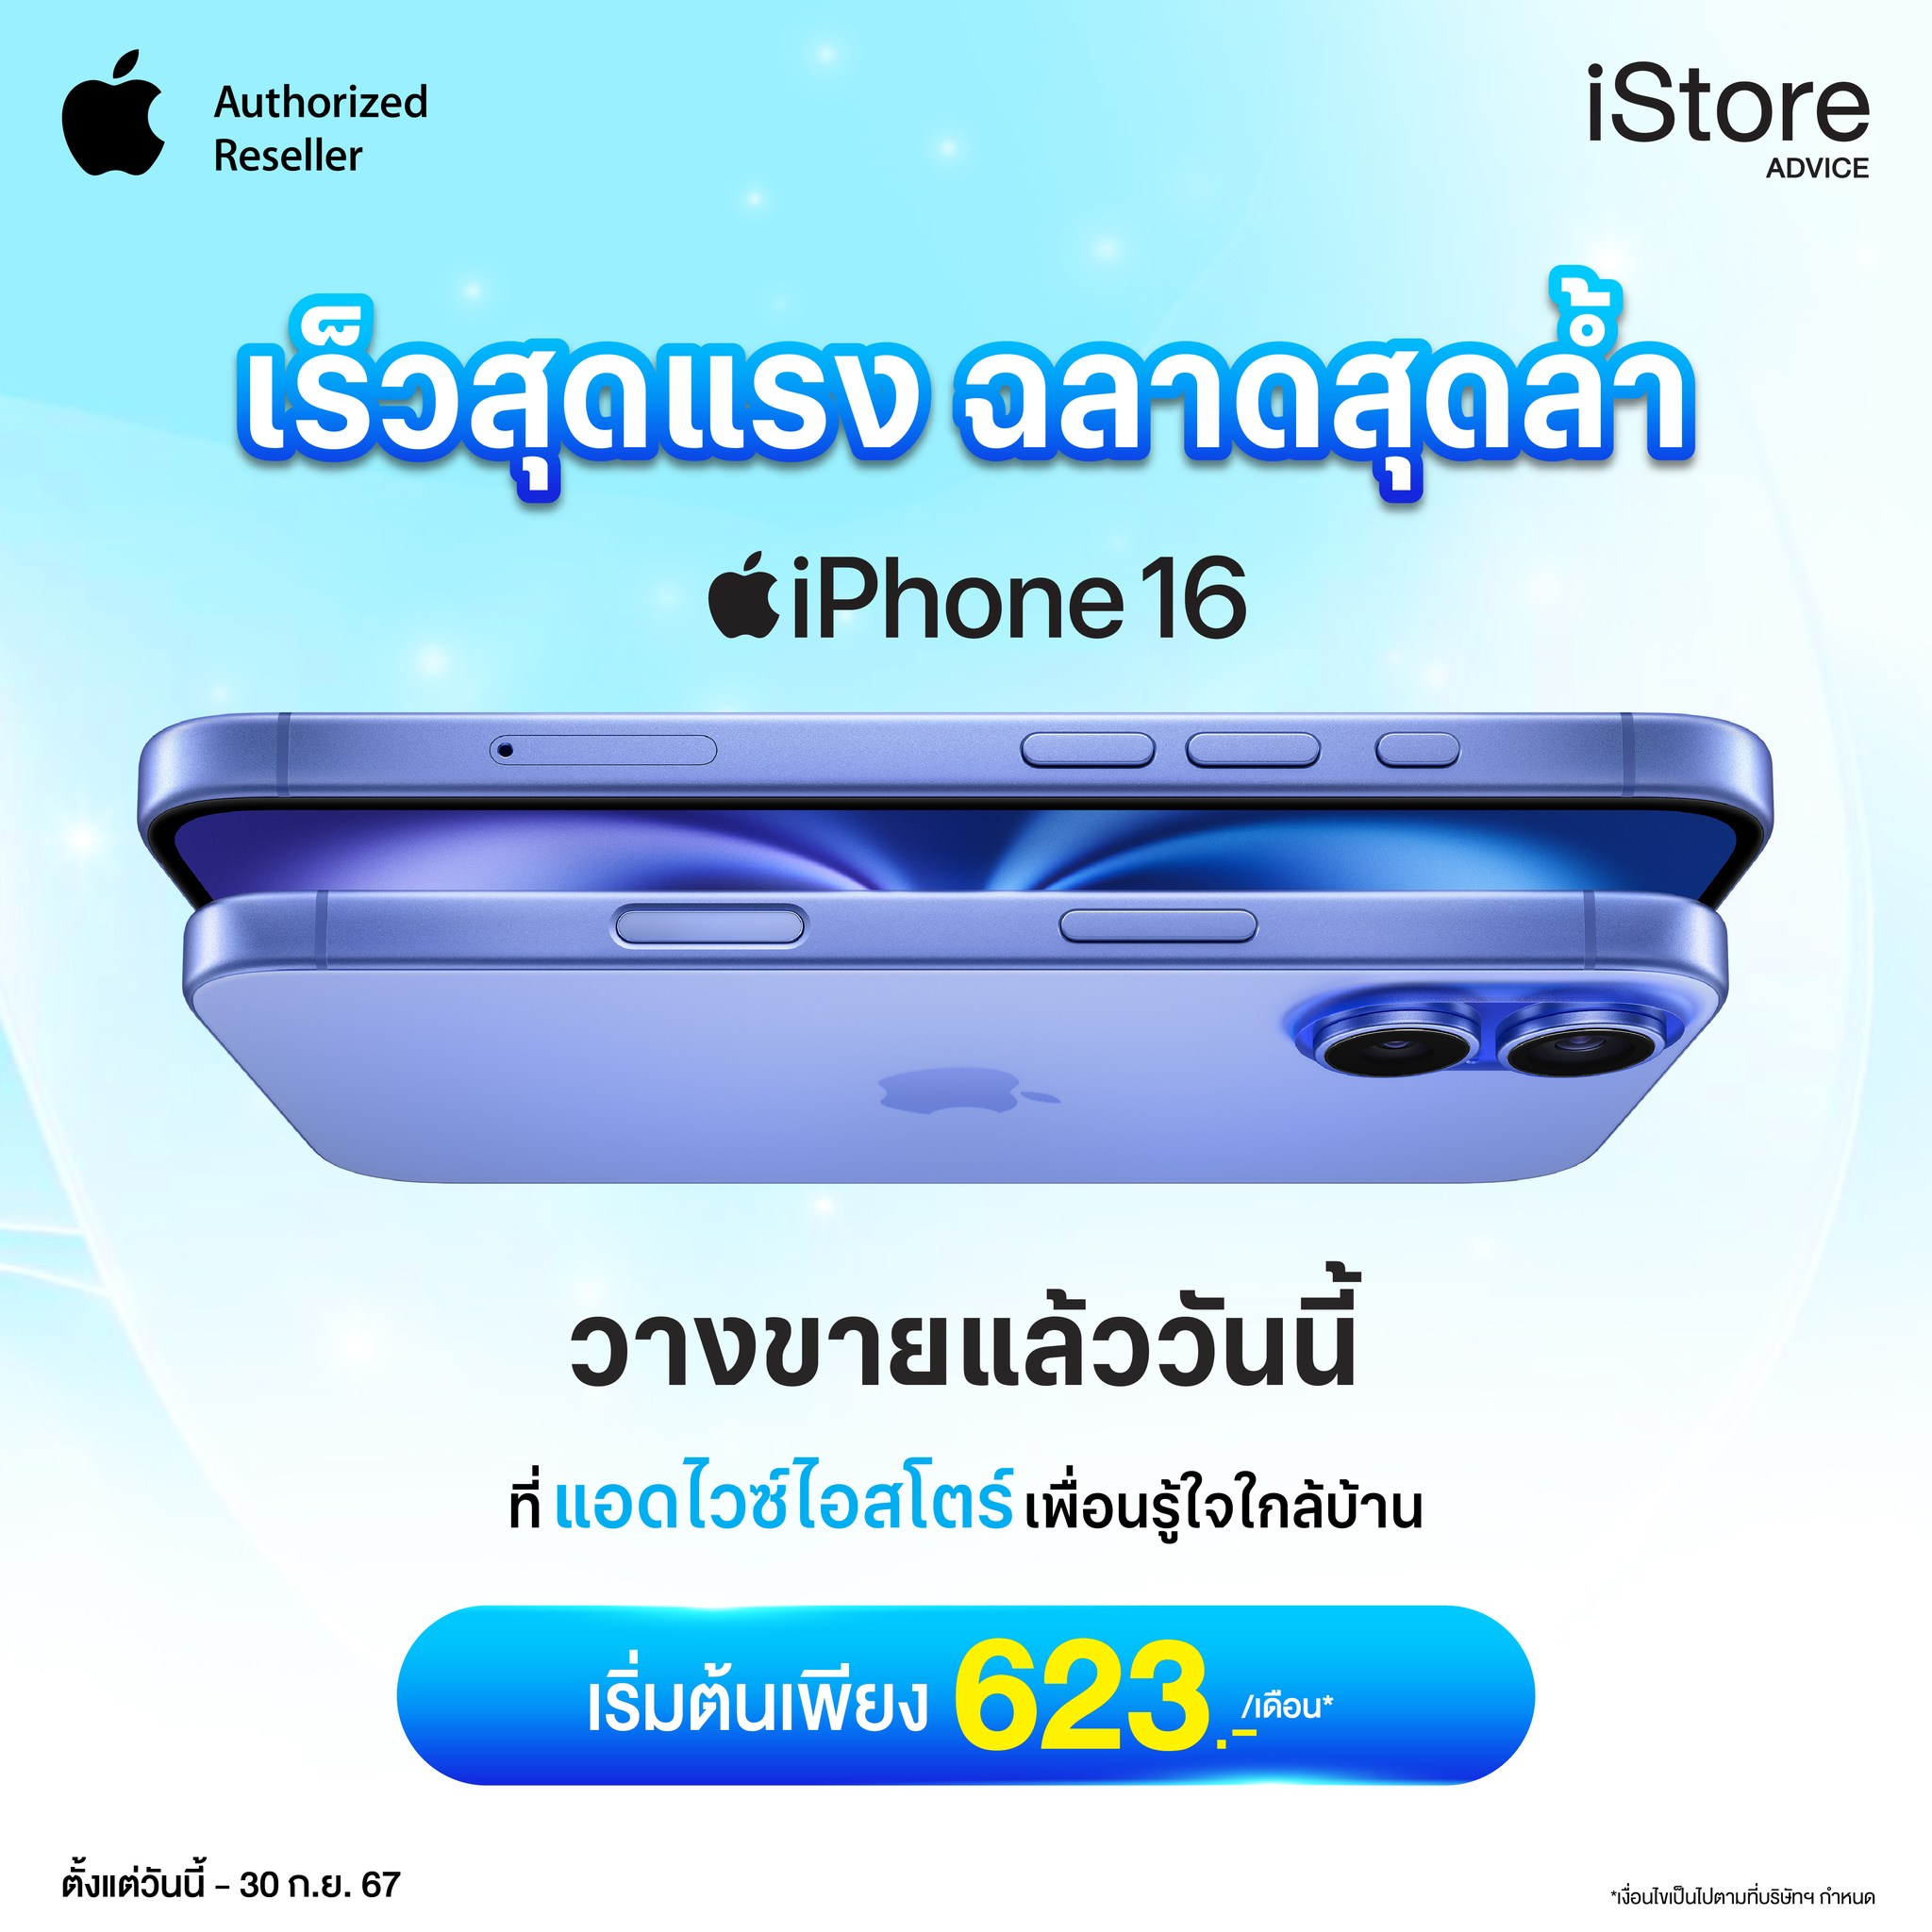 Authorized
Reseller
iStore
ADVICE
เร็วสุดแรง ฉลาดสุดล้ำ
iPhone 16
วางขายแล้ววันนี้
ที่ แอดไวซ์ไอสโตร์ เพื่อนรู้ใจใกล้บ้าน
เริ่มต้นเพียง 623.-/เดือน*
ตั้งแต่วันนี้ - 30 ก.ย. 67
*เงื่อนไขเป็นไปตามที่บริษัทฯ กำหนด